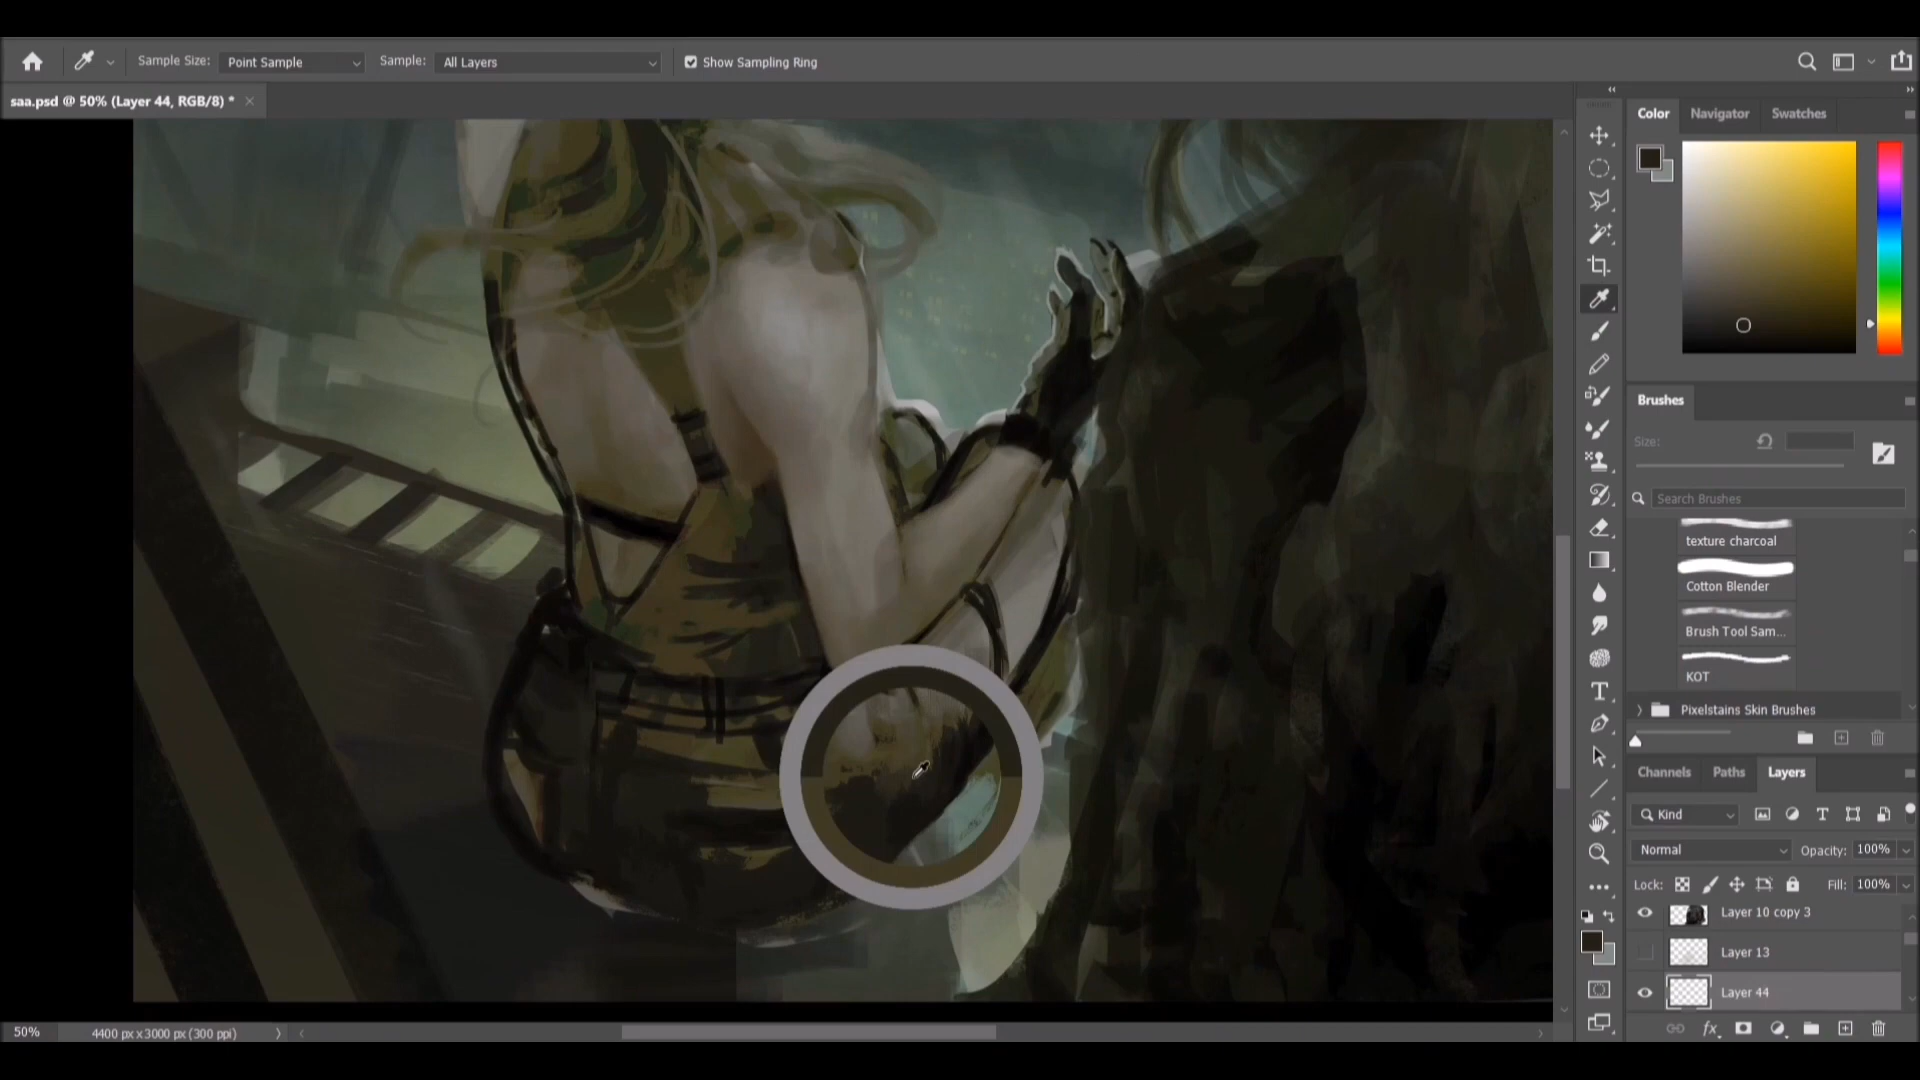 Sample Size: Point Sample Sample: All Layers Show Sampling Ring
saa.psd @ 50% (Layer 44, RGB/8) *
Color Navigator Swatches
Brushes
Size:
Search Brushes
texture charcoal
Cotton Blender
Brush Tool Sam...
KOT
Pixelstains Skin Brushes
Channels Paths Layers
Kind
Normal Opacity: 100%
Lock: Fill: 100%
Layer 10 copy 3
Layer 13
Layer 44
50% 4400 px x 3000 px (300 ppi)